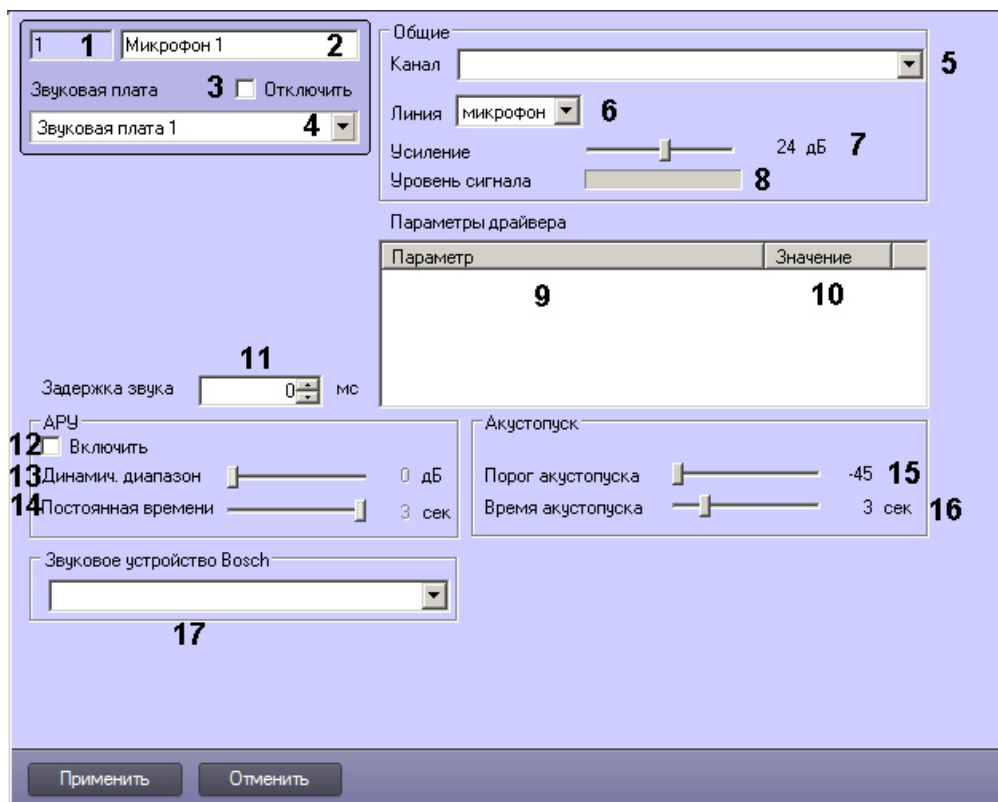 1 1 Микрофон 1 2
Звуковая плата 3 Отключить
Звуковая плата 1 4
Общие
Канал 5
Линия микрофон 6
Усиление 24 дБ 7
Уровень сигнала 8
Параметры драйвера
Параметр Значение
9 10
11
Задержка звука 0 мс
АРУ
12 Включить
13 Динамич. диапазон 0 дБ
14 Постоянная времени 3 сек
Акустопуск
Порог акустопуска -45 15
Время акустопуска 3 сек 16
Звуковое устройство Bosch
17
Применить Отменить